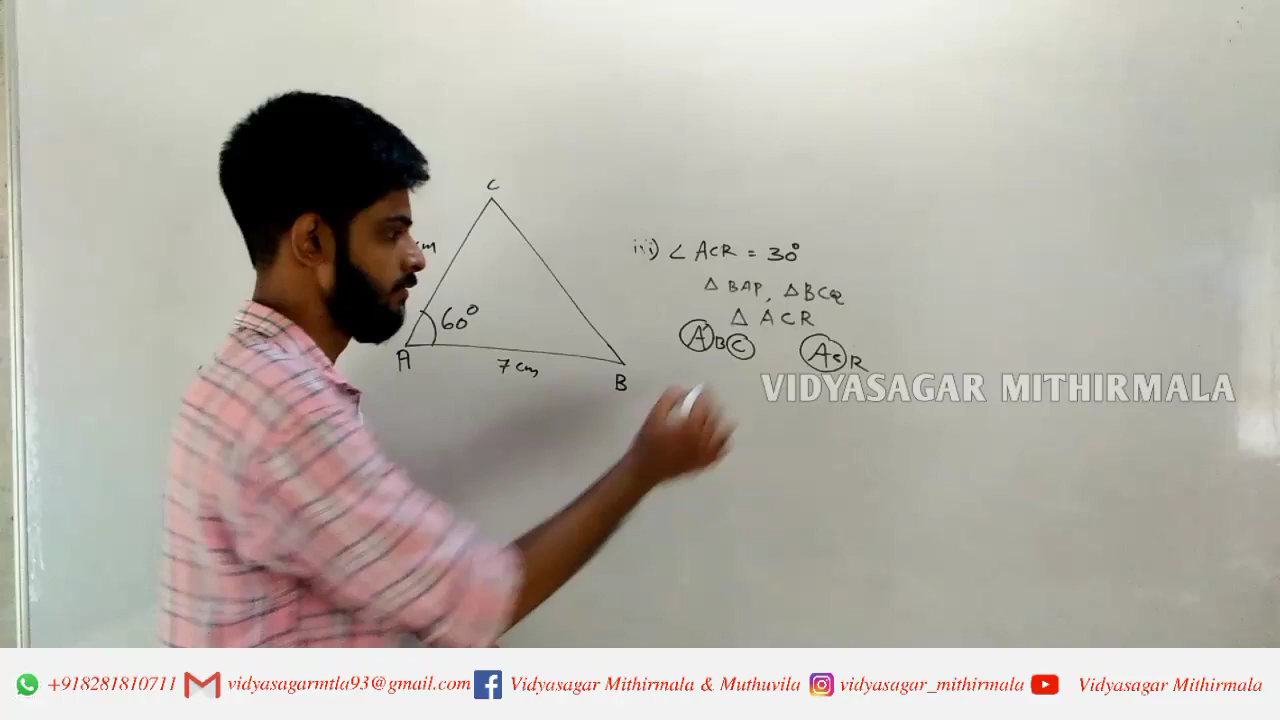 C
cm
60°
A
7 cm
B
iii) ∠ ACR = 30°
△ BAP, △ BCQ
△ ACR
ABC ACR
VIDYASAGAR MITHIRMALA
+918281810711 vidyasagarmtla93@gmail.com Vidyasagar Mithirmala & Muthuvila vidyasagar_mithirmala Vidyasagar Mithirmala